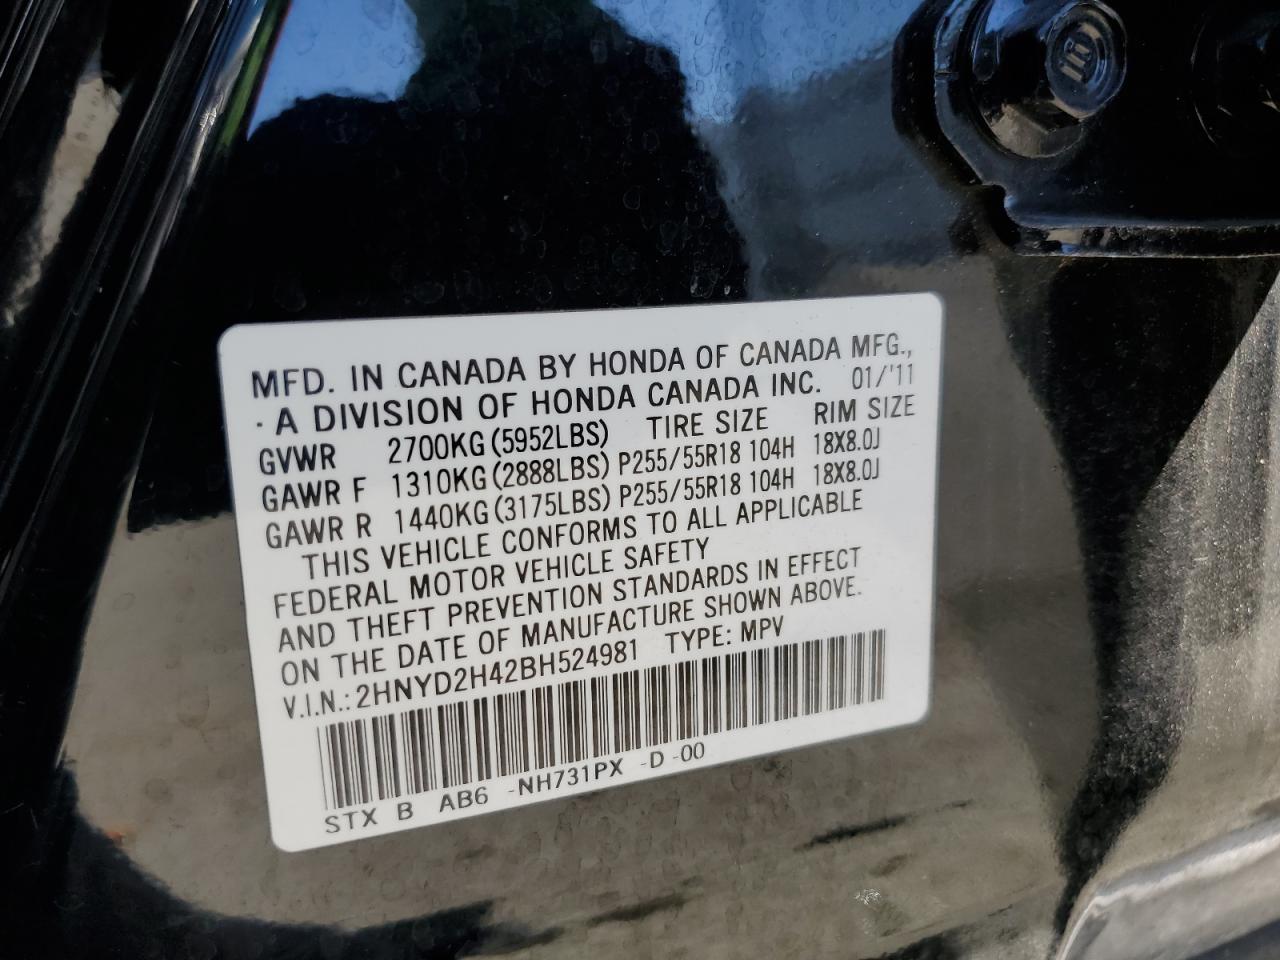 MFD. IN CANADA BY HONDA OF CANADA MFG.,
· A DIVISION OF HONDA CANADA INC. 01/'11
GVWR 2700KG (5952LBS) TIRE SIZE RIM SIZE
GAWR F 1310KG (2888LBS) P255/55R18 104H 18X8.0J
GAWR R 1440KG (3175LBS) P255/55R18 104H 18X8.0J
THIS VEHICLE CONFORMS TO ALL APPLICABLE
FEDERAL MOTOR VEHICLE SAFETY
AND THEFT PREVENTION STANDARDS IN EFFECT
ON THE DATE OF MANUFACTURE SHOWN ABOVE.
V.I.N.: 2HNYD2H42BH524981 TYPE: MPV
STX B AB6 -NH731PX -D -00